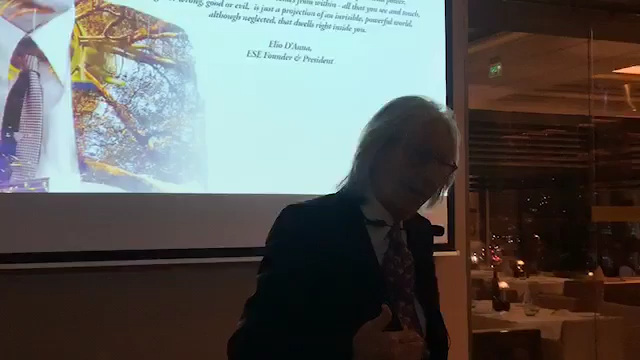 from within - all that you see and touch,
wrong, good or evil, is just a projection of an invisible, powerful world,
although neglected, that dwells right inside you.
Elio D'Anna,
ESE Founder & President